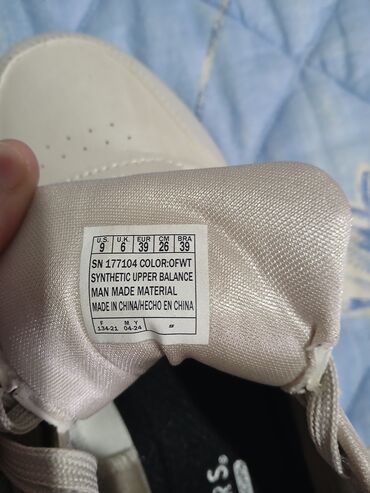 U.S. U.K. EUR CM BRA
9 6 39 26 39
SN 177104 COLOR:OFWT
SYNTHETIC UPPER BALANCE
MAN MADE MATERIAL
MADE IN CHINA/HECHO EN CHINA
F M Y
134-21 04-24
RS.